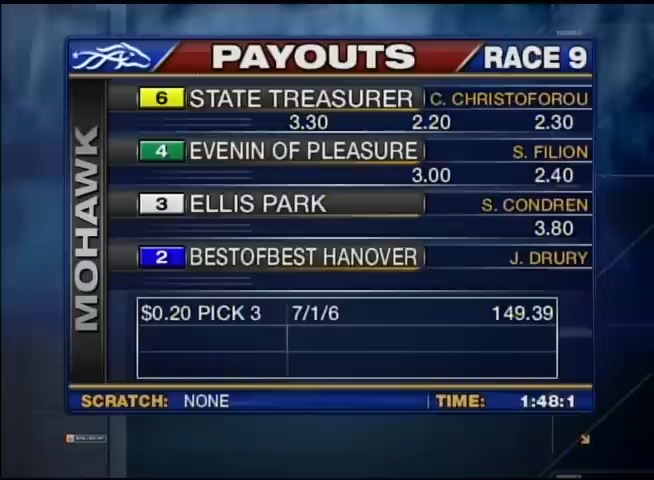 PAYOUTS RACE 9
MOHAWK
6 STATE TREASURER C. CHRISTOFOROU
3.30 2.20 2.30
4 EVENIN OF PLEASURE S. FILION
3.00 2.40
3 ELLIS PARK S. CONDREN
3.80
2 BESTOFBEST HANOVER J. DRURY
$0.20 PICK 3 7/1/6 149.39
SCRATCH: NONE TIME: 1:48:1